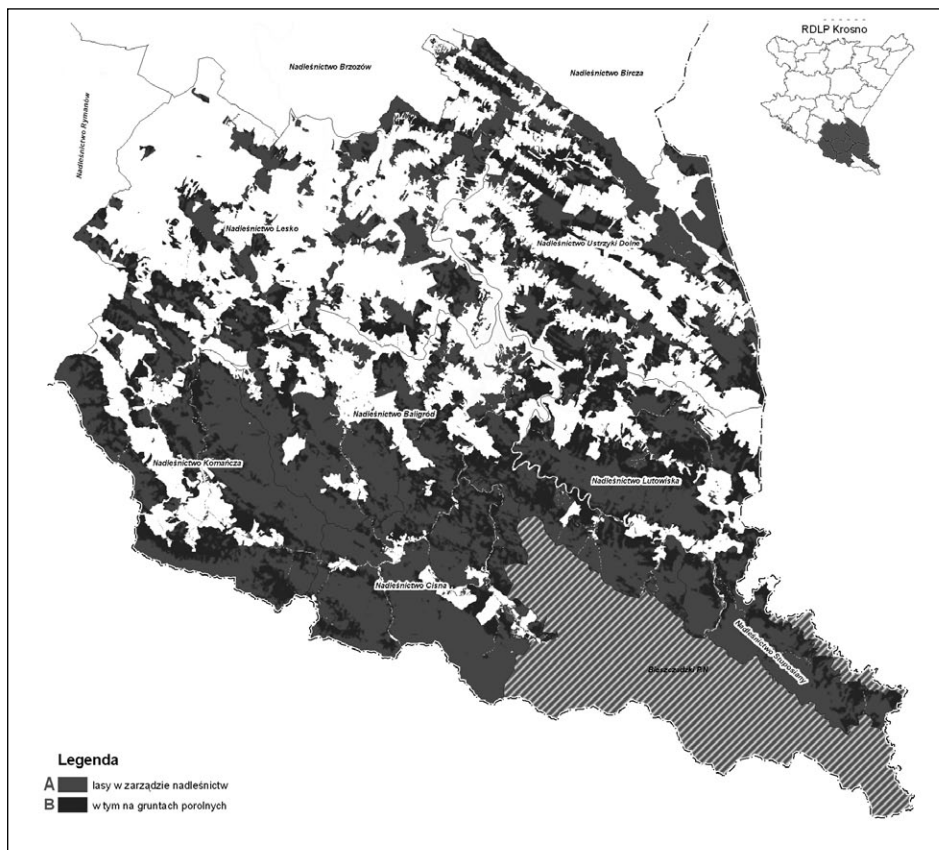 RDLP Krosno
Nadleśnictwo Brzozów
Nadleśnictwo Bircza
Nadleśnictwo Rymanów
Nadleśnictwo Lesko
Nadleśnictwo Ustrzyki Dolne
Nadleśnictwo Baligród
Nadleśnictwo Komańcza
Nadleśnictwo Lutowiska
Nadleśnictwo Cisna
Nadleśnictwo Stuposiany
Bieszczadzki P.N.
Legenda
A lasy w zarządzie nadleśnictw
B w tym na gruntach porolnych